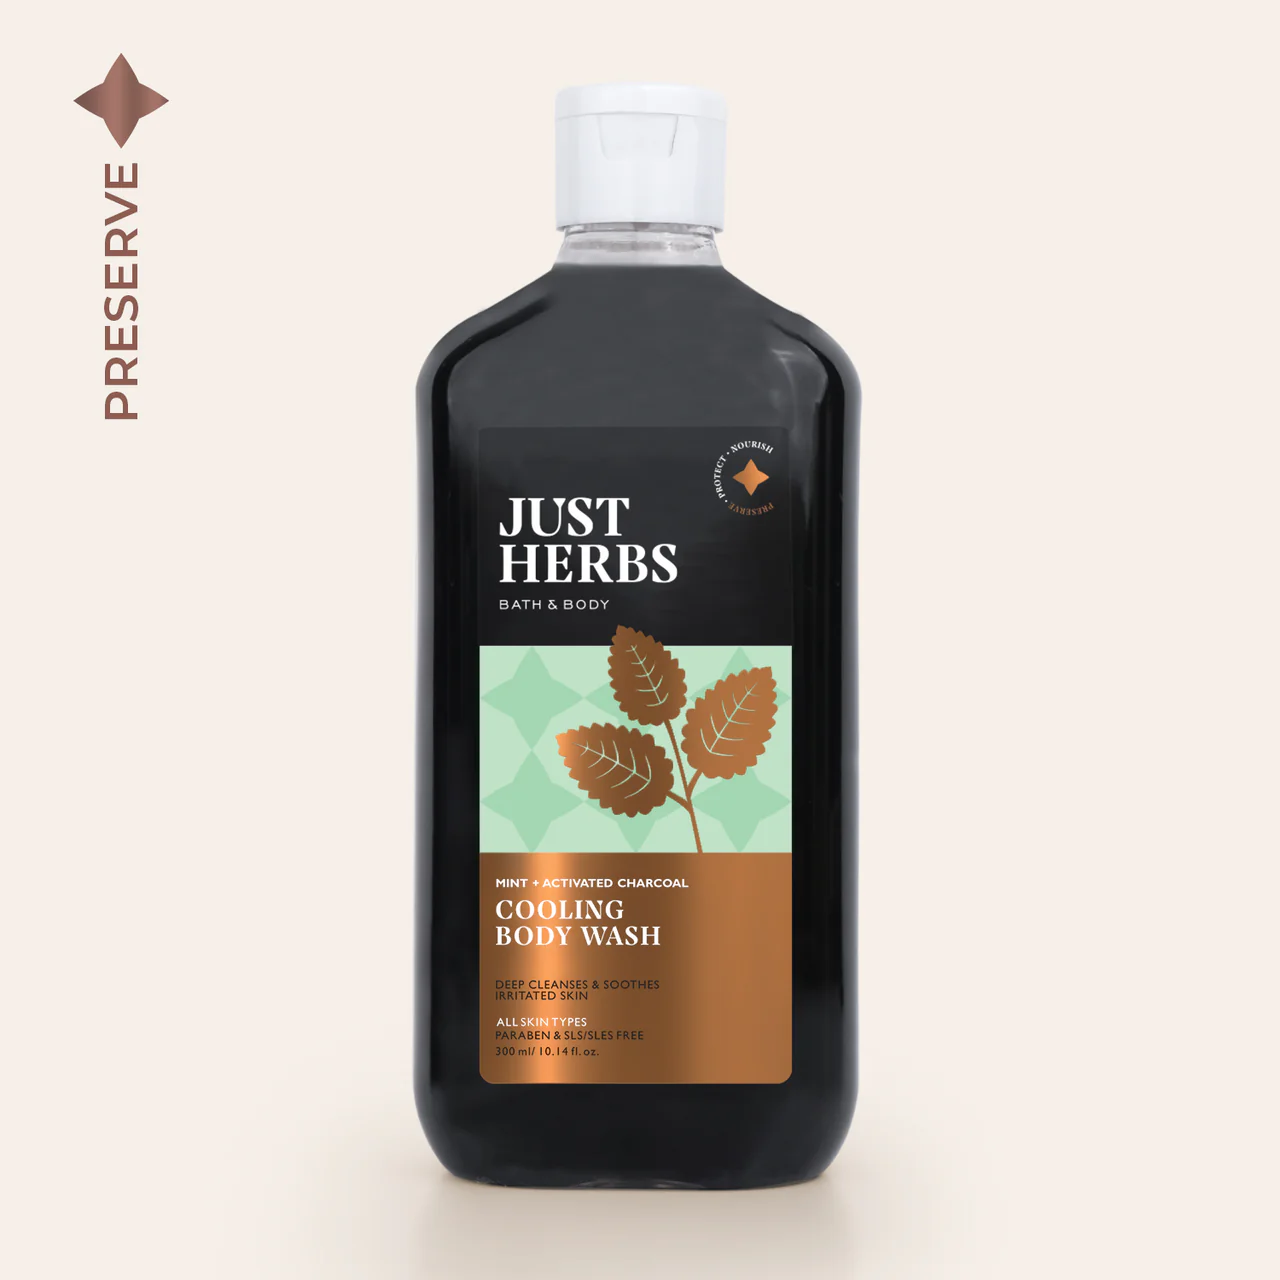 PRESERVE
PRESERVE • PROTECT • NOURISH
JUST
HERBS
BATH & BODY
MINT + ACTIVATED CHARCOAL
COOLING
BODY WASH
DEEP CLEANSES & SOOTHES
IRRITATED SKIN
ALL SKIN TYPES
PARABEN & SLS/SLES FREE
300 ml/ 10.14 fl. oz.